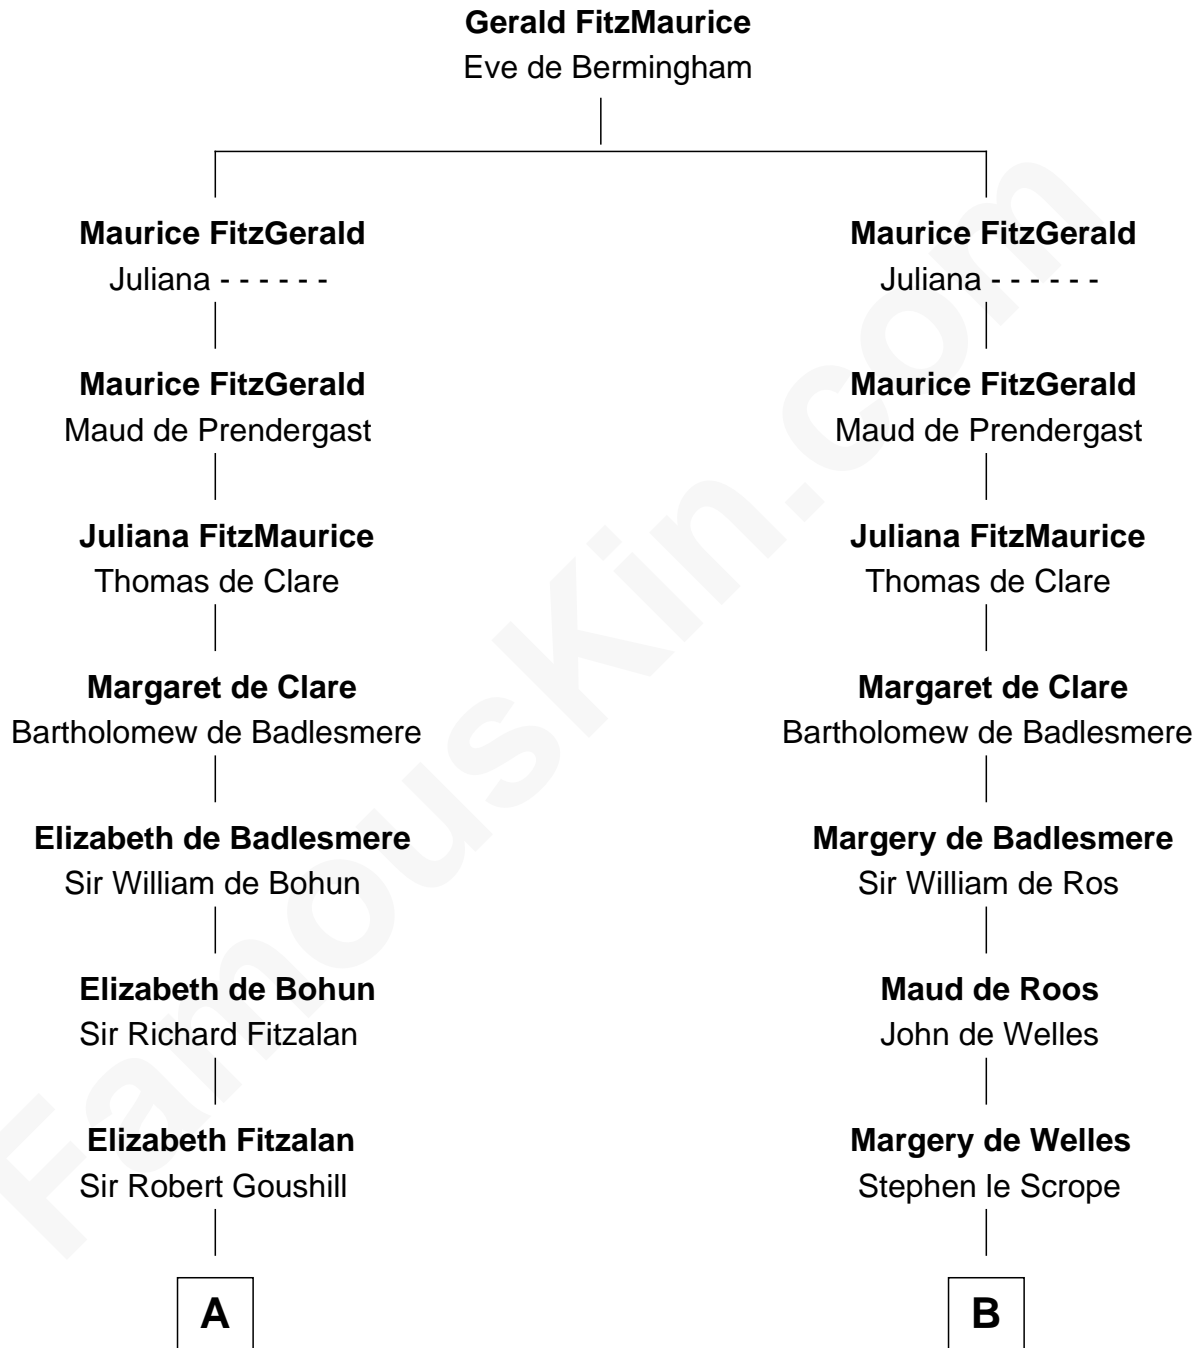 Gerald FitzMaurice
Eve de Bermingham
Maurice FitzGerald
Juliana - - - - - -
Maurice FitzGerald
Maud de Prendergast
Juliana FitzMaurice
Thomas de Clare
Margaret de Clare
Bartholomew de Badlesmere
Elizabeth de Badlesmere
Sir William de Bohun
Elizabeth de Bohun
Sir Richard Fitzalan
Elizabeth Fitzalan
Sir Robert Goushill
A
Maurice FitzGerald
Juliana - - - - - -
Maurice FitzGerald
Maud de Prendergast
Juliana FitzMaurice
Thomas de Clare
Margaret de Clare
Bartholomew de Badlesmere
Margery de Badlesmere
Sir William de Ros
Maud de Roos
John de Welles
Margery de Welles
Stephen le Scrope
B
FamousKin.com